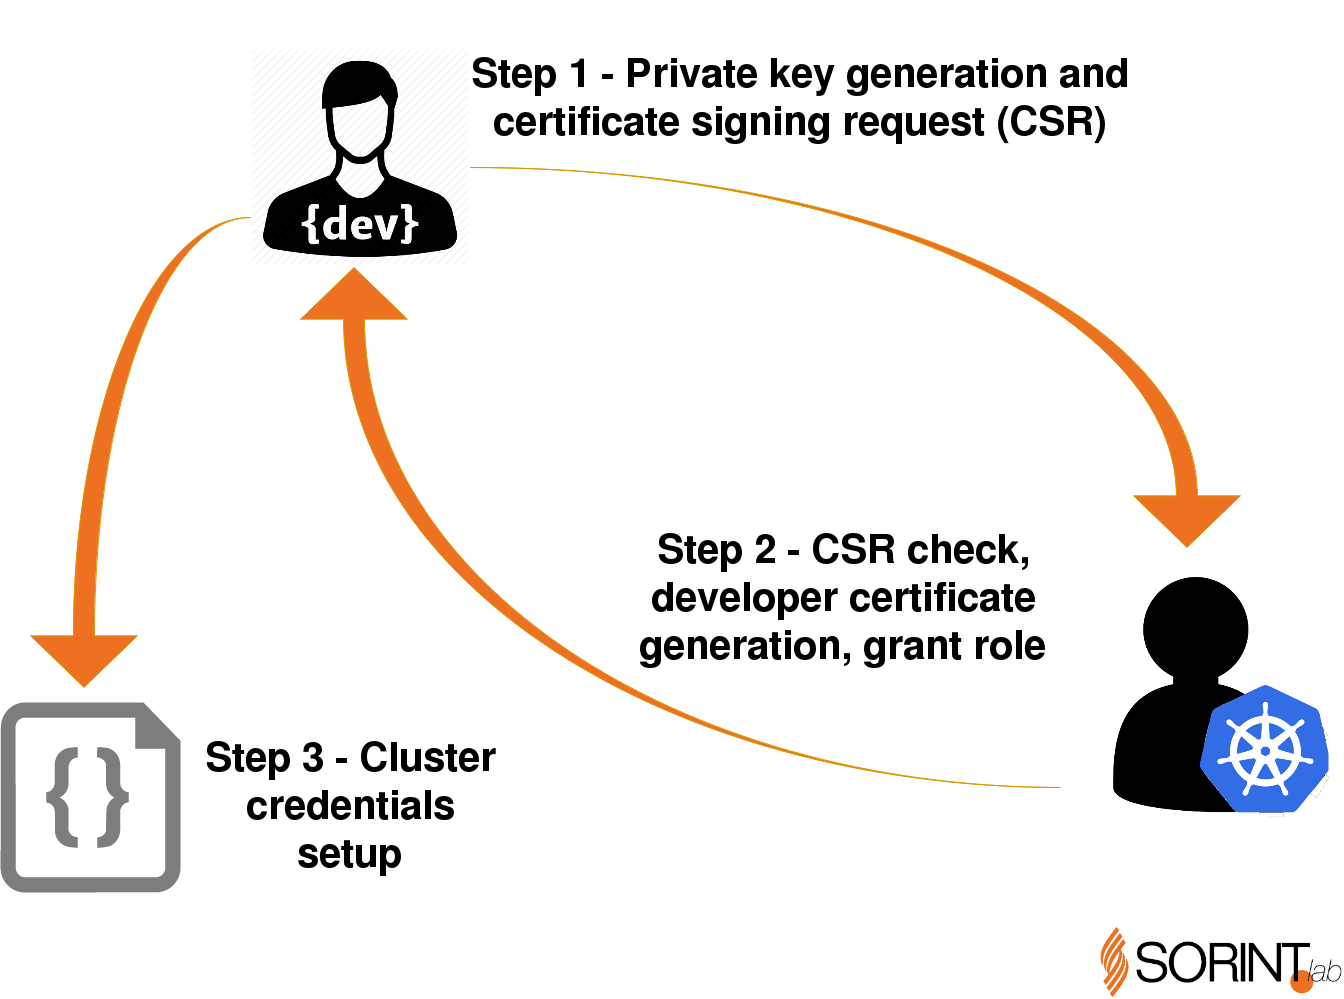 Step 1 - Private key generation and
certificate signing request (CSR)
{dev}
Step 2 - CSR check,
developer certificate
generation, grant role
Step 3 - Cluster
credentials
setup
{ }
SORINT.lab